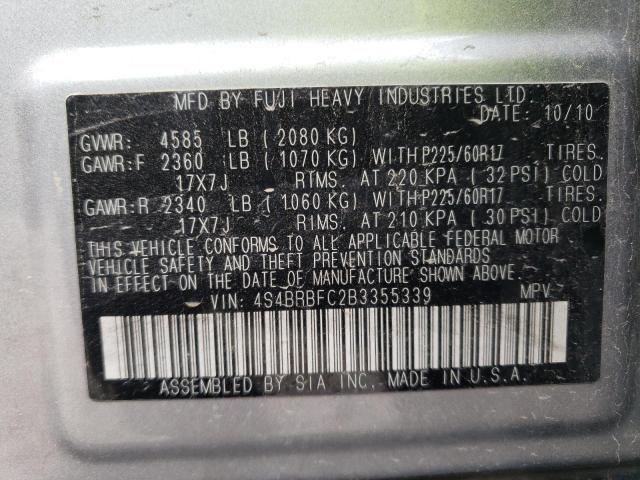 MFD BY FUJI HEAVY INDUSTRIES LTD.
DATE: 10/10
GVWR: 4585 LB (2080 KG)
GAWR:F 2360 LB (1070 KG) WITH P225/60R17 TIRES.
17X7J RIMS. AT 220 KPA (32 PSI) COLD
GAWR:R 2340 LB (1060 KG) WITH P225/60R17 TIRES.
17X7J RIMS. AT 210 KPA (30 PSI) COLD
THIS VEHICLE CONFORMS TO ALL APPLICABLE FEDERAL MOTOR
VEHICLE SAFETY AND THEFT PREVENTION STANDARDS
IN EFFECT ON THE DATE OF MANUFACTURE SHOWN ABOVE.
VIN: 4S4BRBFC2B3355339 MPV
ASSEMBLED BY SIA INC. MADE IN U.S.A.